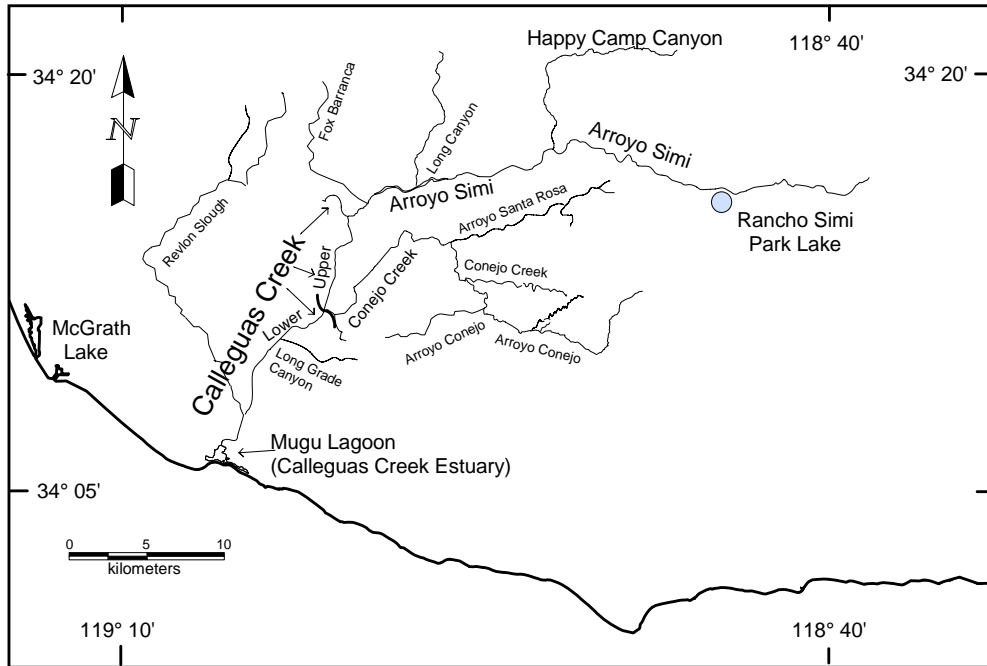 Happy Camp Canyon
118° 40'
34° 20'
34° 20'
N
Fox Barranca
Long Canyon
Arroyo Simi
Arroyo Simi
Arroyo Santa Rosa
Rancho Simi
Park Lake
Revlon Slough
Calleguas Creek
Upper
Lower
Conejo Creek
Conejo Creek
Arroyo Conejo
Arroyo Conejo
Long Grade
Canyon
McGrath
Lake
Mugu Lagoon
(Calleguas Creek Estuary)
34° 05'
0 5 10
kilometers
119° 10'
118° 40'